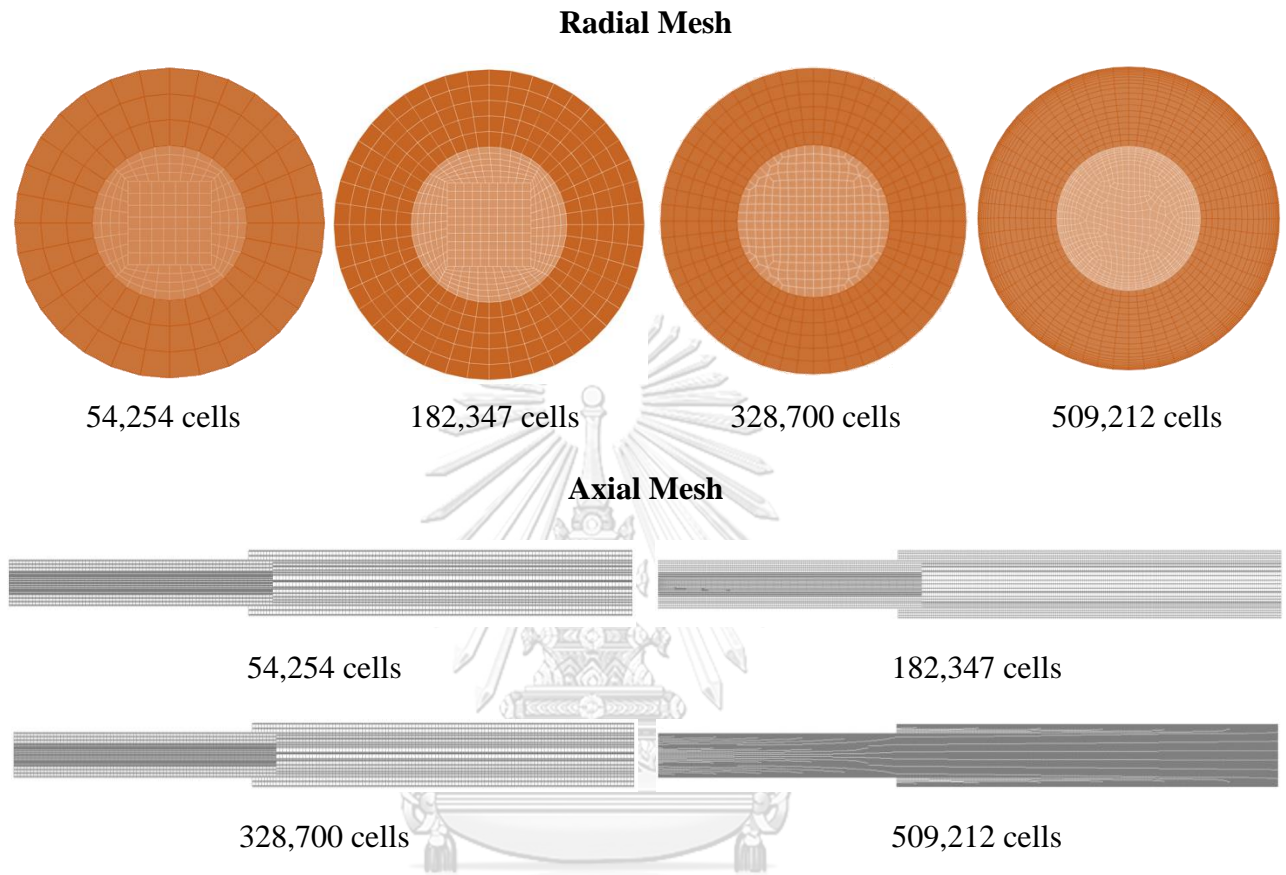 Radial Mesh
54,254 cells
182,347 cells
328,700 cells
509,212 cells
Axial Mesh
54,254 cells
182,347 cells
328,700 cells
509,212 cells